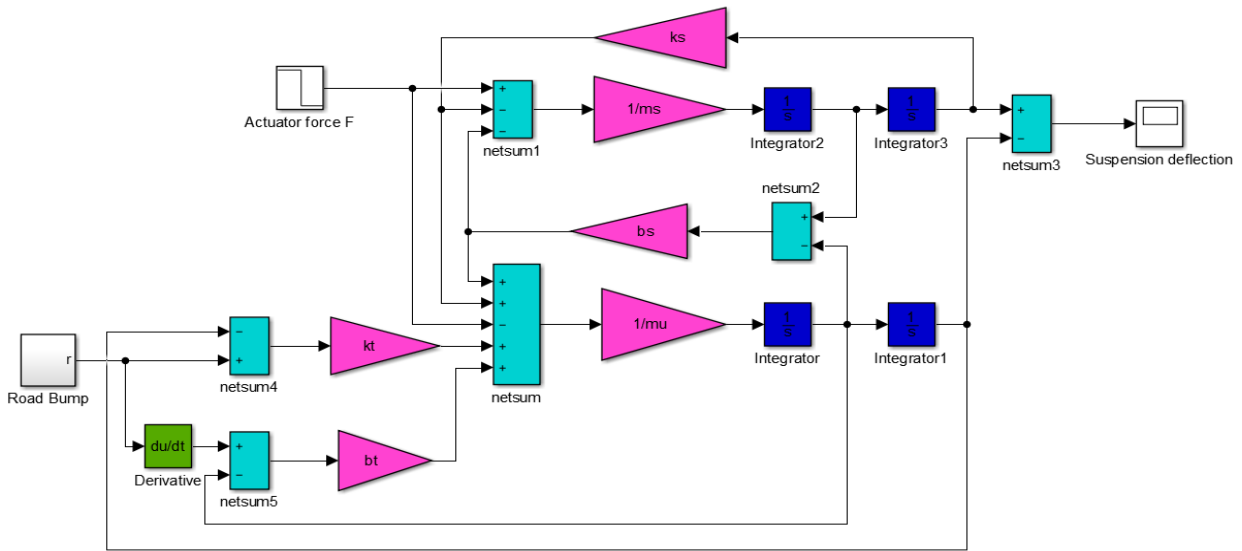 ks
+
−
−
netsum1
Actuator force F
1/ms
1
s
Integrator2
1
s
Integrator3
+
−
netsum3
Suspension deflection
netsum2
+
−
bs
+
+
−
+
+
netsum
1/mu
1
s
Integrator
1
s
Integrator1
r
Road Bump
−
+
netsum4
kt
du/dt
Derivative
+
−
netsum5
bt